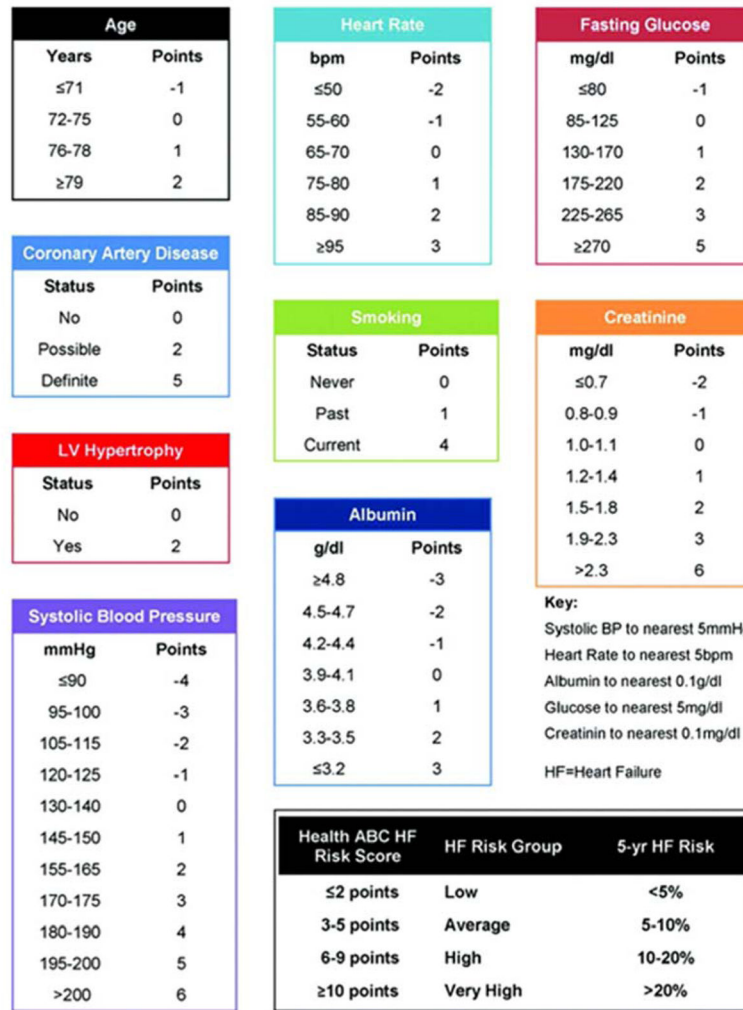 Age
Years Points
≤71 -1
72-75 0
76-78 1
≥79 2
Coronary Artery Disease
Status Points
No 0
Possible 2
Definite 5
LV Hypertrophy
Status Points
No 0
Yes 2
Systolic Blood Pressure
mmHg Points
≤90 -4
95-100 -3
105-115 -2
120-125 -1
130-140 0
145-150 1
155-165 2
170-175 3
180-190 4
195-200 5
>200 6
Heart Rate
bpm Points
≤50 -2
55-60 -1
65-70 0
75-80 1
85-90 2
≥95 3
Smoking
Status Points
Never 0
Past 1
Current 4
Albumin
g/dl Points
≥4.8 -3
4.5-4.7 -2
4.2-4.4 -1
3.9-4.1 0
3.6-3.8 1
3.3-3.5 2
≤3.2 3
Fasting Glucose
mg/dl Points
≤80 -1
85-125 0
130-170 1
175-220 2
225-265 3
≥270 5
Creatinine
mg/dl Points
≤0.7 -2
0.8-0.9 -1
1.0-1.1 0
1.2-1.4 1
1.5-1.8 2
1.9-2.3 3
>2.3 6
Key:
Systolic BP to nearest 5mmH
Heart Rate to nearest 5bpm
Albumin to nearest 0.1g/dl
Glucose to nearest 5mg/dl
Creatinin to nearest 0.1mg/dl
HF=Heart Failure
Health ABC HF
Risk Score HF Risk Group 5-yr HF Risk
≤2 points Low <5%
3-5 points Average 5-10%
6-9 points High 10-20%
≥10 points Very High >20%